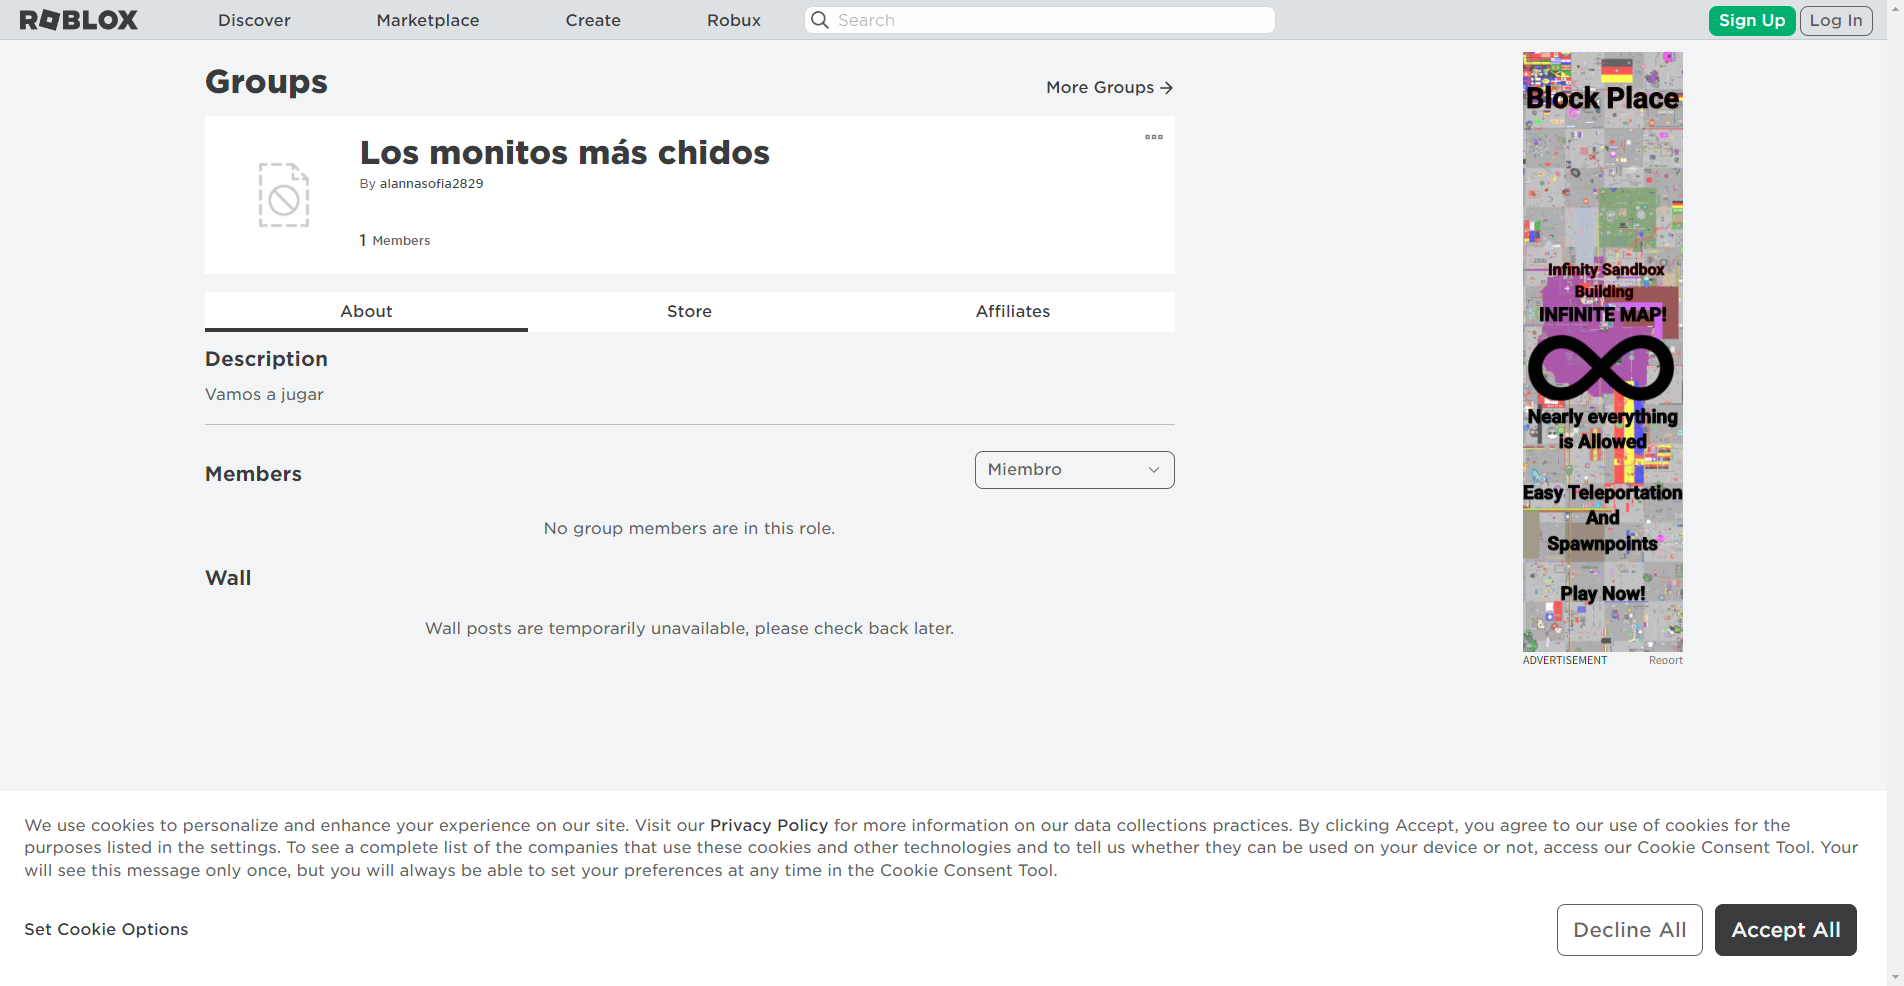 ROBLOX
Discover
Marketplace
Create
Robux
Search
Sign Up
Log In
Groups
More Groups
Los monitos más chidos
By alannasofia2829
1 Members
About
Store
Affiliates
Description
Vamos a jugar
Members
Miembro
No group members are in this role.
Wall
Wall posts are temporarily unavailable, please check back later.
Block Place
Infinity Sandbox
Building
INFINITE MAP!
Nearly everything
is Allowed
Easy Teleportation
And
Spawnpoints
Play Now!
ADVERTISEMENT
Report
We use cookies to personalize and enhance your experience on our site. Visit our Privacy Policy for more information on our data collections practices. By clicking Accept, you agree to our use of cookies for the
purposes listed in the settings. To see a complete list of the companies that use these cookies and other technologies and to tell us whether they can be used on your device or not, access our Cookie Consent Tool. Your
will see this message only once, but you will always be able to set your preferences at any time in the Cookie Consent Tool.
Set Cookie Options
Decline All
Accept All